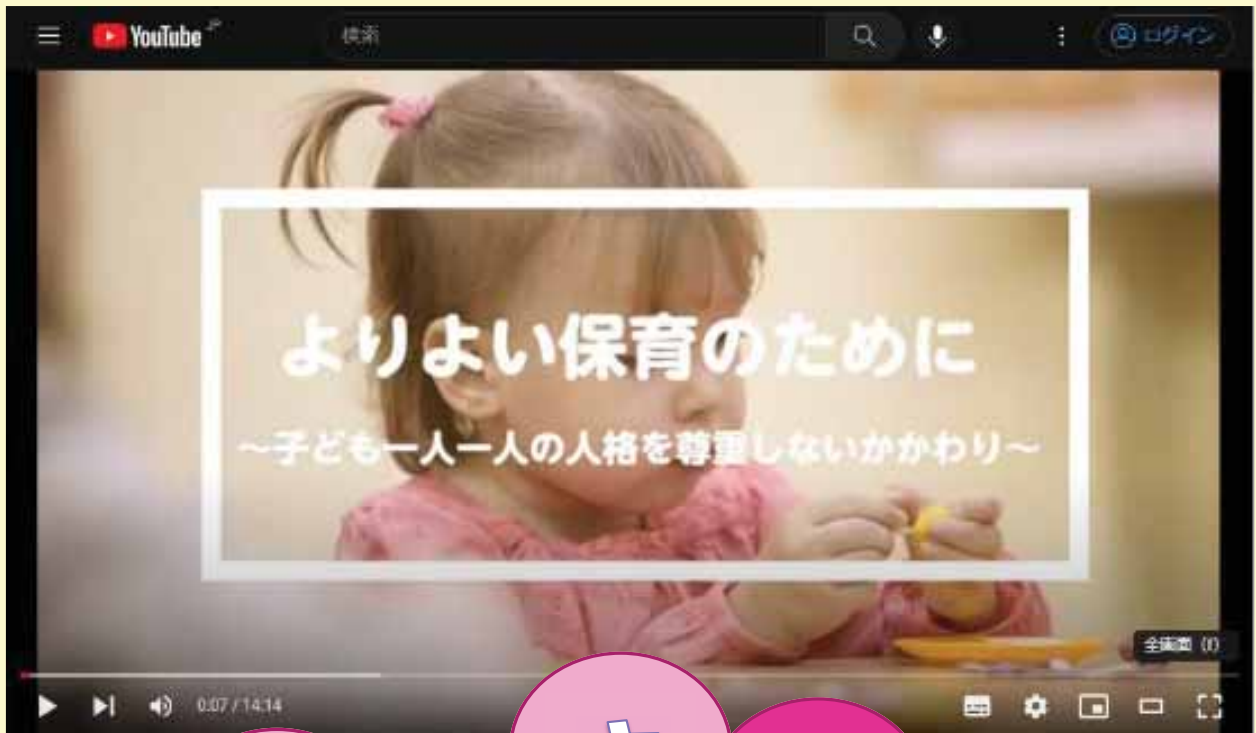 YouTube JP
検索
ログイン
よりよい保育のために
～子ども一人一人の人格を尊重しないかかわり～
全画面 (f)
0:07 / 14:14